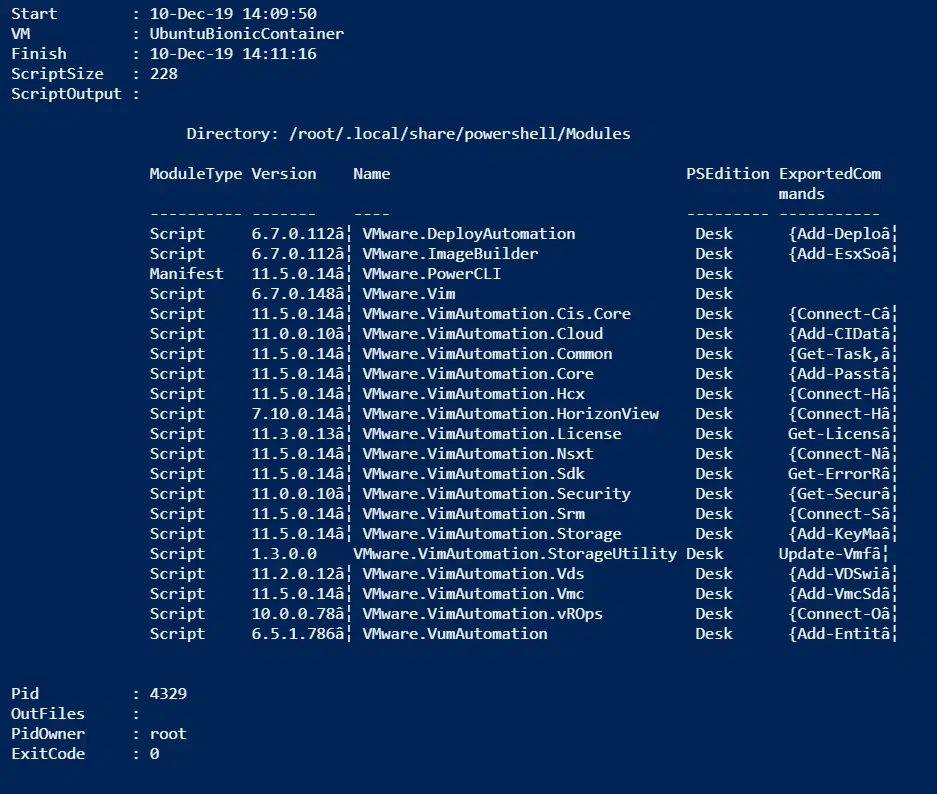 Start        : 10-Dec-19 14:09:50
VM           : UbuntuBionicContainer
Finish       : 10-Dec-19 14:11:16
ScriptSize   : 228
ScriptOutput :
Directory: /root/.local/share/powershell/Modules
ModuleType Version    Name                                PSEdition ExportedCom
mands
---------- -------    ----                                --------- -----------
Script     6.7.0.112â¦ VMware.DeployAutomation             Desk      {Add-Deploâ¦
Script     6.7.0.112â¦ VMware.ImageBuilder                 Desk      {Add-EsxSoâ¦
Manifest   11.5.0.14â¦ VMware.PowerCLI                     Desk
Script     6.7.0.148â¦ VMware.Vim                          Desk
Script     11.5.0.14â¦ VMware.VimAutomation.Cis.Core       Desk      {Connect-Câ¦
Script     11.0.0.10â¦ VMware.VimAutomation.Cloud          Desk      {Add-CIDatâ¦
Script     11.5.0.14â¦ VMware.VimAutomation.Common         Desk      {Get-Task,â¦
Script     11.5.0.14â¦ VMware.VimAutomation.Core           Desk      {Add-Passtâ¦
Script     11.5.0.14â¦ VMware.VimAutomation.Hcx            Desk      {Connect-Hâ¦
Script     7.10.0.14â¦ VMware.VimAutomation.HorizonView    Desk      {Connect-Hâ¦
Script     11.3.0.13â¦ VMware.VimAutomation.License        Desk      Get-Licensâ¦
Script     11.5.0.14â¦ VMware.VimAutomation.Nsxt           Desk      {Connect-Nâ¦
Script     11.5.0.14â¦ VMware.VimAutomation.Sdk            Desk      Get-ErrorRâ¦
Script     11.0.0.10â¦ VMware.VimAutomation.Security       Desk      {Get-Securâ¦
Script     11.5.0.14â¦ VMware.VimAutomation.Srm            Desk      {Connect-Sâ¦
Script     11.5.0.14â¦ VMware.VimAutomation.Storage        Desk      {Add-KeyMaâ¦
Script     1.3.0.0    VMware.VimAutomation.StorageUtility Desk      Update-Vmfâ¦
Script     11.2.0.12â¦ VMware.VimAutomation.Vds            Desk      {Add-VDSwiâ¦
Script     11.5.0.14â¦ VMware.VimAutomation.Vmc            Desk      {Add-VmcSdâ¦
Script     10.0.0.78â¦ VMware.VimAutomation.vROps          Desk      {Connect-Oâ¦
Script     6.5.1.786â¦ VMware.VumAutomation                Desk      {Add-Entitâ¦
Pid          : 4329
OutFiles     :
PidOwner     : root
ExitCode     : 0